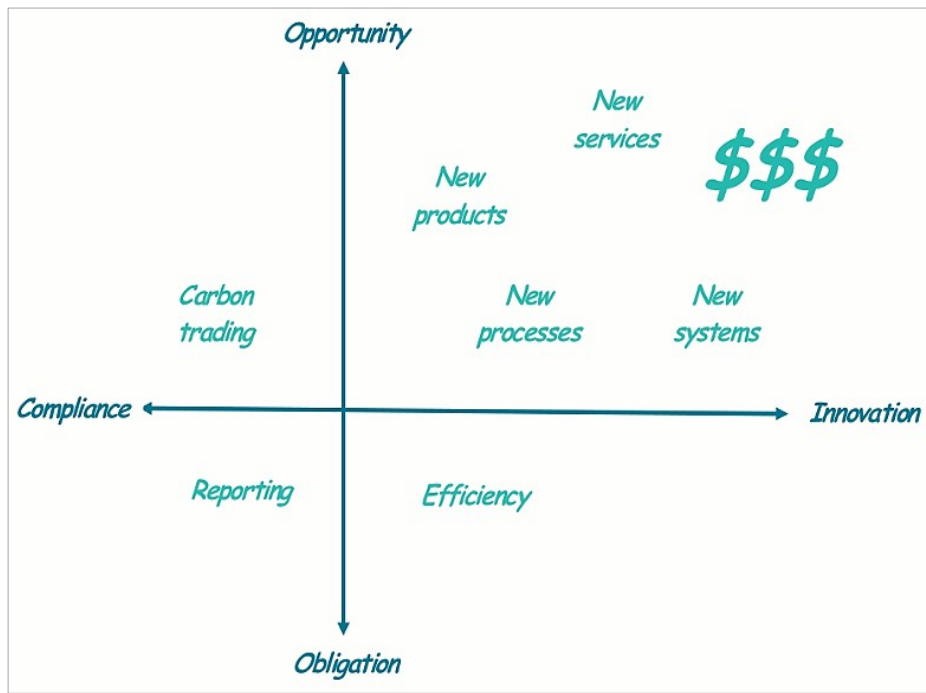 Opportunity
New
services
$$$
New
products
Carbon
trading
New
processes
New
systems
Compliance
Innovation
Reporting
Efficiency
Obligation